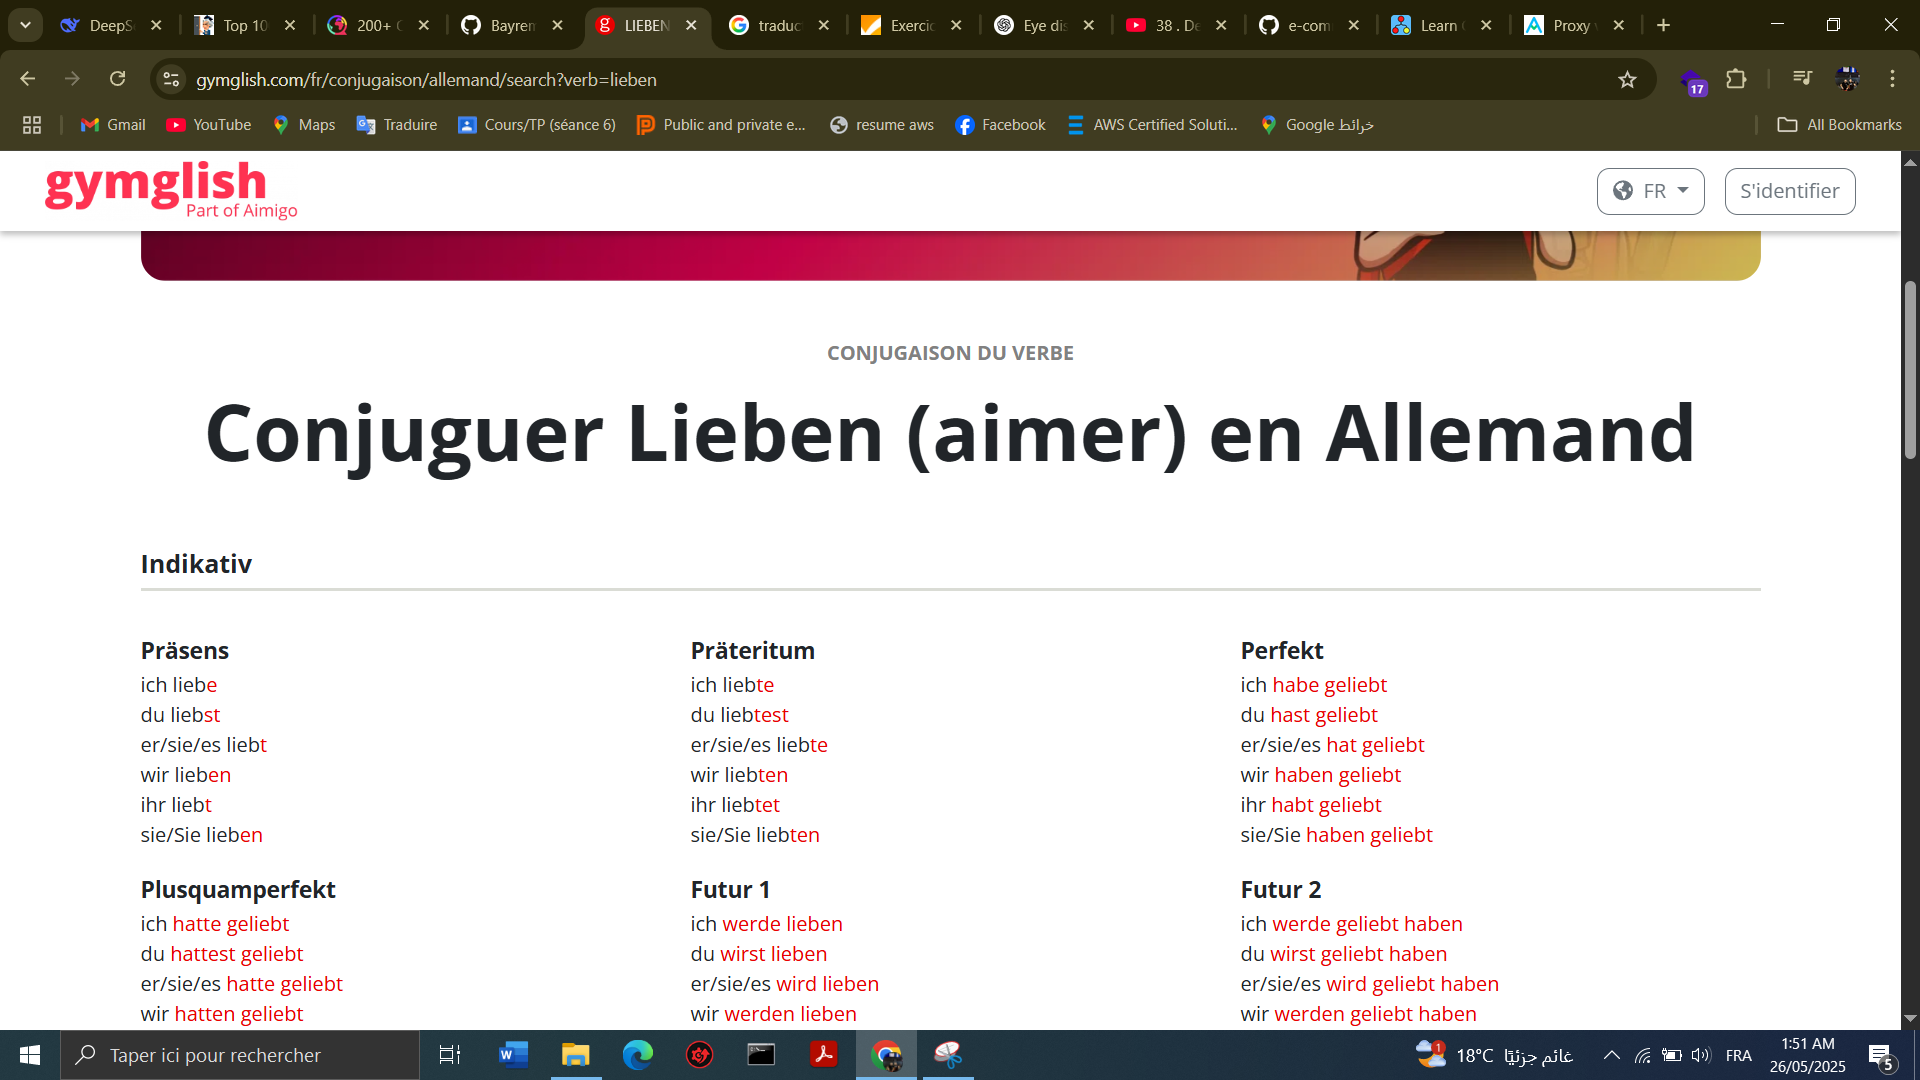 DeepS
Top 10
200+ C
Bayrem
LIEBEN
traduc
Exercic
Eye dis
38 . De
e-com
Learn
Proxy
gymglish.com/fr/conjugaison/allemand/search?verb=lieben
17
Gmail
YouTube
Maps
Traduire
Cours/TP (séance 6)
Public and private e...
resume aws
Facebook
AWS Certified Soluti...
خرائط Google
All Bookmarks
gymglish
Part of Aimigo
FR
S'identifier
CONJUGAISON DU VERBE
Conjuguer Lieben (aimer) en Allemand
Indikativ
Präsens
ich liebe
du liebst
er/sie/es liebt
wir lieben
ihr liebt
sie/Sie lieben
Präteritum
ich liebte
du liebtest
er/sie/es liebte
wir liebten
ihr liebtet
sie/Sie liebten
Perfekt
ich habe geliebt
du hast geliebt
er/sie/es hat geliebt
wir haben geliebt
ihr habt geliebt
sie/Sie haben geliebt
Plusquamperfekt
ich hatte geliebt
du hattest geliebt
er/sie/es hatte geliebt
wir hatten geliebt
Futur 1
ich werde lieben
du wirst lieben
er/sie/es wird lieben
wir werden lieben
Futur 2
ich werde geliebt haben
du wirst geliebt haben
er/sie/es wird geliebt haben
wir werden geliebt haben
Taper ici pour rechercher
1
18°C غائم جزئيًا
FRA
1:51 AM
26/05/2025
5